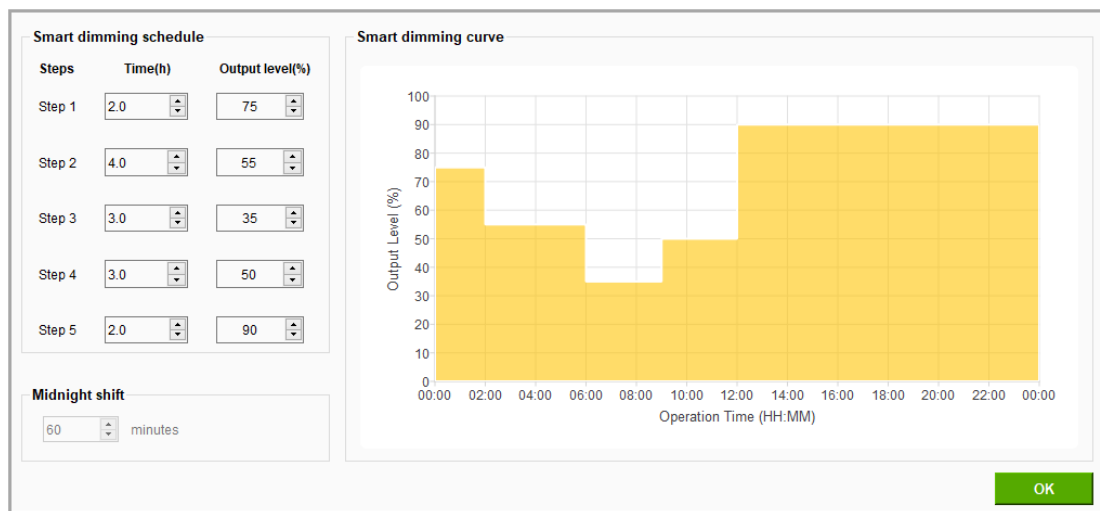 Smart dimming schedule
Steps Time(h) Output level(%)
Step 1 2.0 75
Step 2 4.0 55
Step 3 3.0 35
Step 4 3.0 50
Step 5 2.0 90
Midnight shift
60 minutes
Smart dimming curve
Output Level (%)
100
90
80
70
60
50
40
30
20
10
0
00:00 02:00 04:00 06:00 08:00 10:00 12:00 14:00 16:00 18:00 20:00 22:00 00:00
Operation Time (HH:MM)
OK